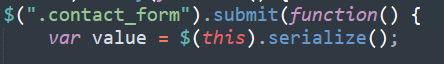 $(".contact_form").submit(function() {
var value = $(this).serialize();